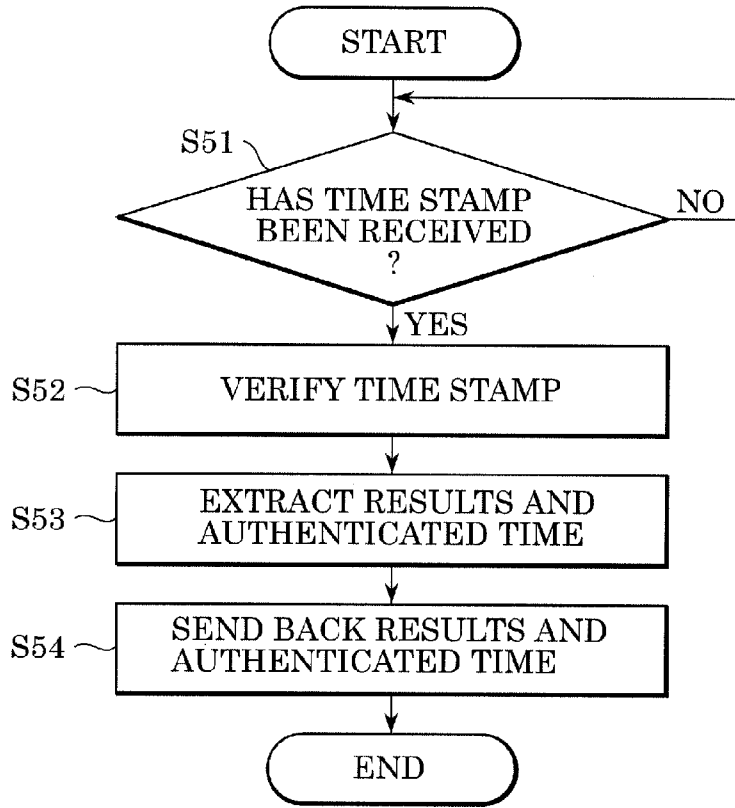 START
S51
HAS TIME STAMP
BEEN RECEIVED
?
NO
YES
S52
VERIFY TIME STAMP
S53
EXTRACT RESULTS AND
AUTHENTICATED TIME
S54
SEND BACK RESULTS AND
AUTHENTICATED TIME
END